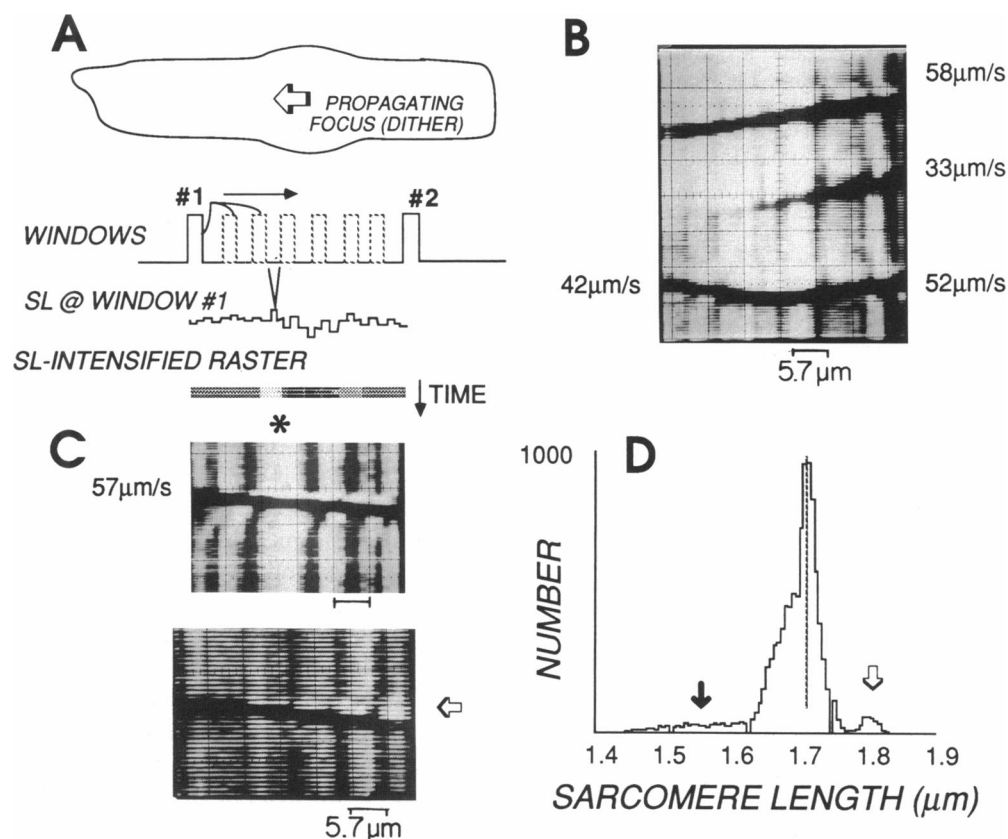 A
PROPAGATING
FOCUS (DITHER)
#1
#2
WINDOWS
SL @ WINDOW #1
SL-INTENSIFIED RASTER
TIME
*
B
58μm/s
33μm/s
42μm/s
52μm/s
5.7 μm
C
57μm/s
5.7μm
D
1000
NUMBER
1.4
1.5
1.6
1.7
1.8
1.9
SARCOMERE LENGTH (μm)